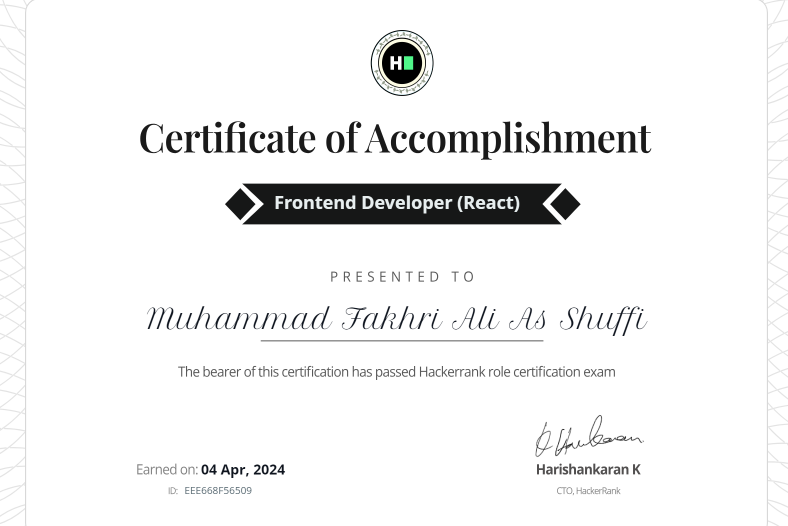 H
Certificate of Accomplishment
Frontend Developer (React)
PRESENTED TO
Muhammad Fakhri Ali As Shuffi
The bearer of this certification has passed Hackerrank role certification exam
Earned on: 04 Apr, 2024
ID: EEE668F56509
Harishankaran K
CTO, HackerRank